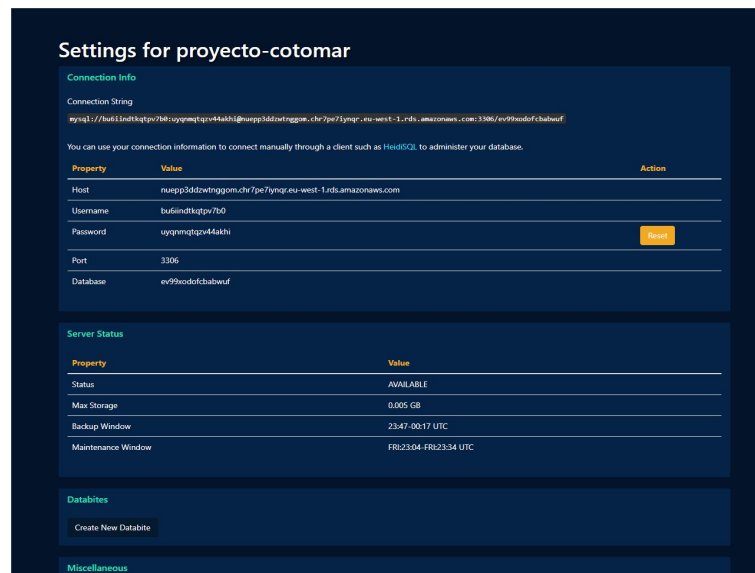 Settings for proyecto-cotomar
Connection Info
Connection String
mysql://bu6iindtkqtpv7b0:uyqnmqtqzv44akhi@nuepp3ddzwtnggom.chr7pe7iynqr.eu-west-1.rds.amazonaws.com:3306/ev99xodofcbabwuf
You can use your connection information to connect manually through a client such as HeidiSQL to administer your database.
Property Value Action
Host nuepp3ddzwtnggom.chr7pe7iynqr.eu-west-1.rds.amazonaws.com
Username bu6iindtkqtpv7b0
Password uyqnmqtqzv44akhi Reset
Port 3306
Database ev99xodofcbabwuf
Server Status
Property Value
Status AVAILABLE
Max Storage 0.005 GB
Backup Window 23:47-00:17 UTC
Maintenance Window FRI:23:04-FRI:23:34 UTC
Databites
Create New Databite
Miscellaneous